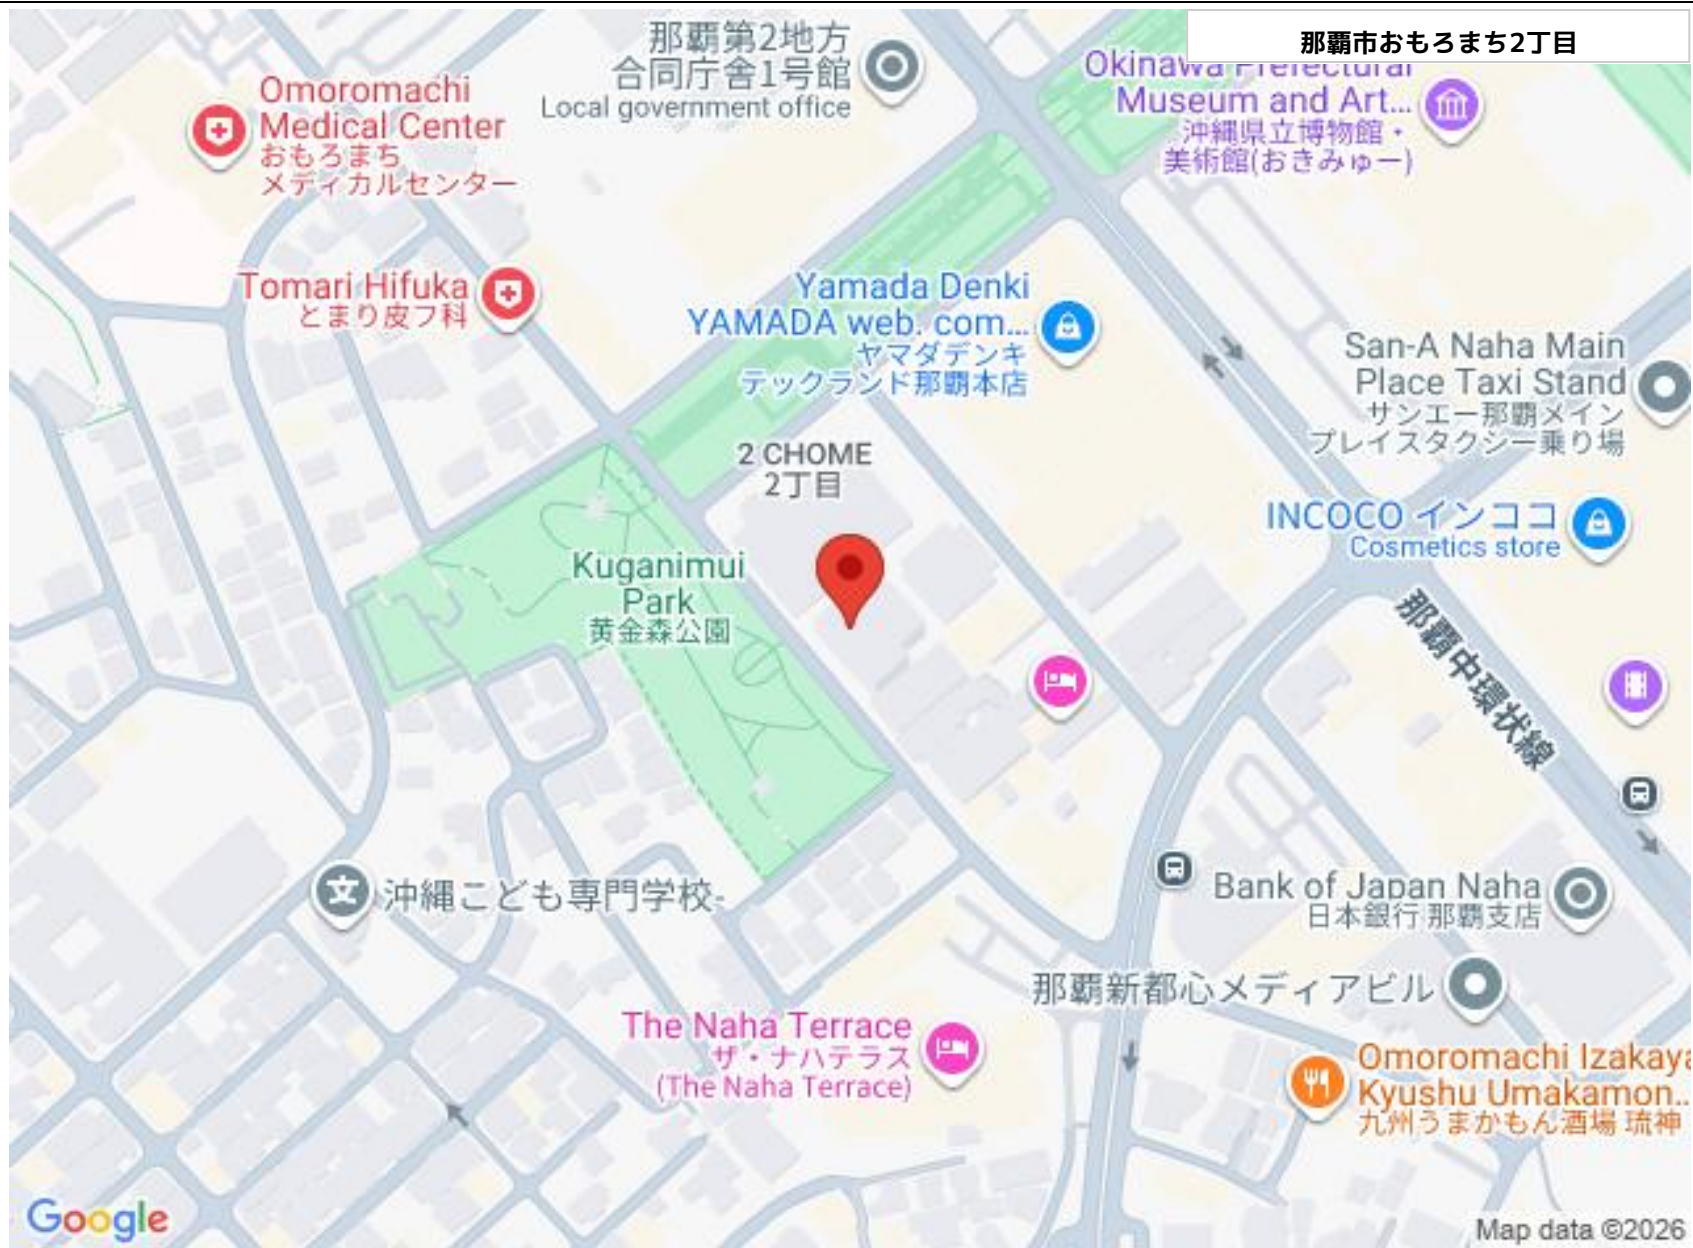 那覇市おもろまち2丁目
那覇第2地方
合同庁舎1号館
Local government office
Okinawa Prefectural
Museum and Art...
沖縄県立博物館・
美術館(おきみゅー)
Omoromachi
Medical Center
おもろまち
メディカルセンター
Tomari Hifuka
とまり皮フ科
Yamada Denki
YAMADA web. com...
ヤマダデンキ
テックランド那覇本店
San-A Naha Main
Place Taxi Stand
サンエー那覇メイン
プレイスタクシー乗り場
2 CHOME
2丁目
INCOCO インココ
Cosmetics store
Kuganimui
Park
黄金森公園
那覇中環状線
沖縄こども専門学校
Bank of Japan Naha
日本銀行 那覇支店
那覇新都心メディアビル
The Naha Terrace
ザ・ナハテラス
(The Naha Terrace)
Omoromachi Izakaya
Kyushu Umakamon...
九州うまかもん酒場 琉神
Google
Map data ©2026